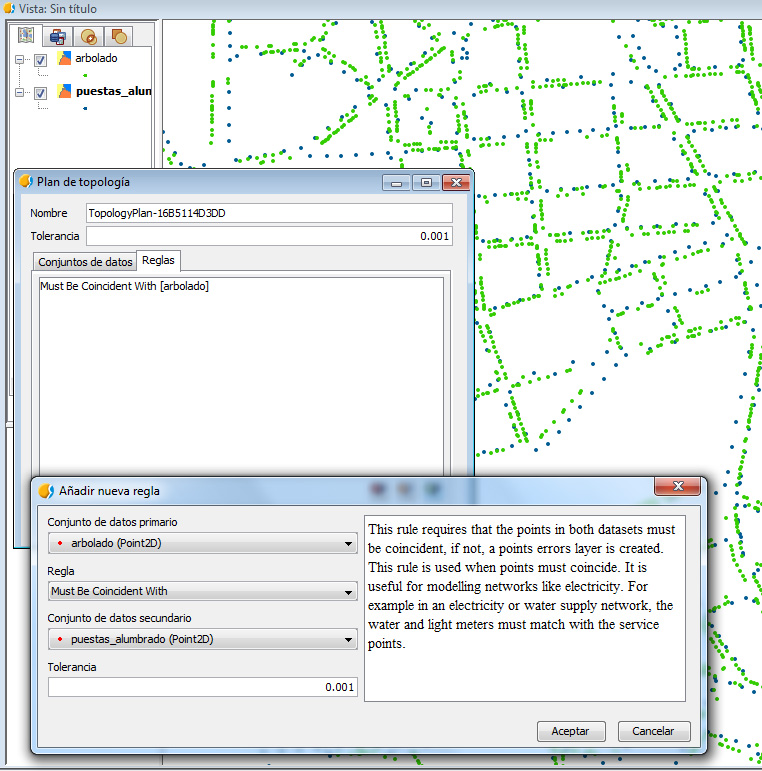 Vista: Sin título
arbolado
puestas_alum
Plan de topología
Nombre
TopologyPlan-16B5114D3DD
Tolerancia
0.001
Conjuntos de datos
Reglas
Must Be Coincident With [arbolado]
Añadir nueva regla
Conjunto de datos primario
arbolado (Point2D)
Regla
Must Be Coincident With
Conjunto de datos secundario
puestas_alumbrado (Point2D)
Tolerancia
0.001
This rule requires that the points in both datasets must
be coincident, if not, a points errors layer is created.
This rule is used when points must coincide. It is
useful for modelling networks like electricity. For
example in an electricity or water supply network, the
water and light meters must match with the service
points.
Aceptar
Cancelar